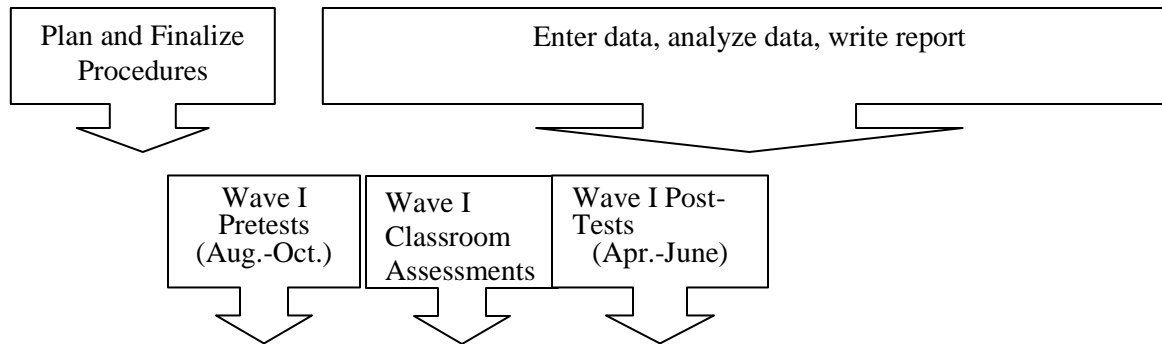 Plan and Finalize
Procedures
Enter data, analyze data, write report
Wave I
Pretests
(Aug.-Oct.)
Wave I
Classroom
Assessments
Wave I Post-
Tests
(Apr.-June)